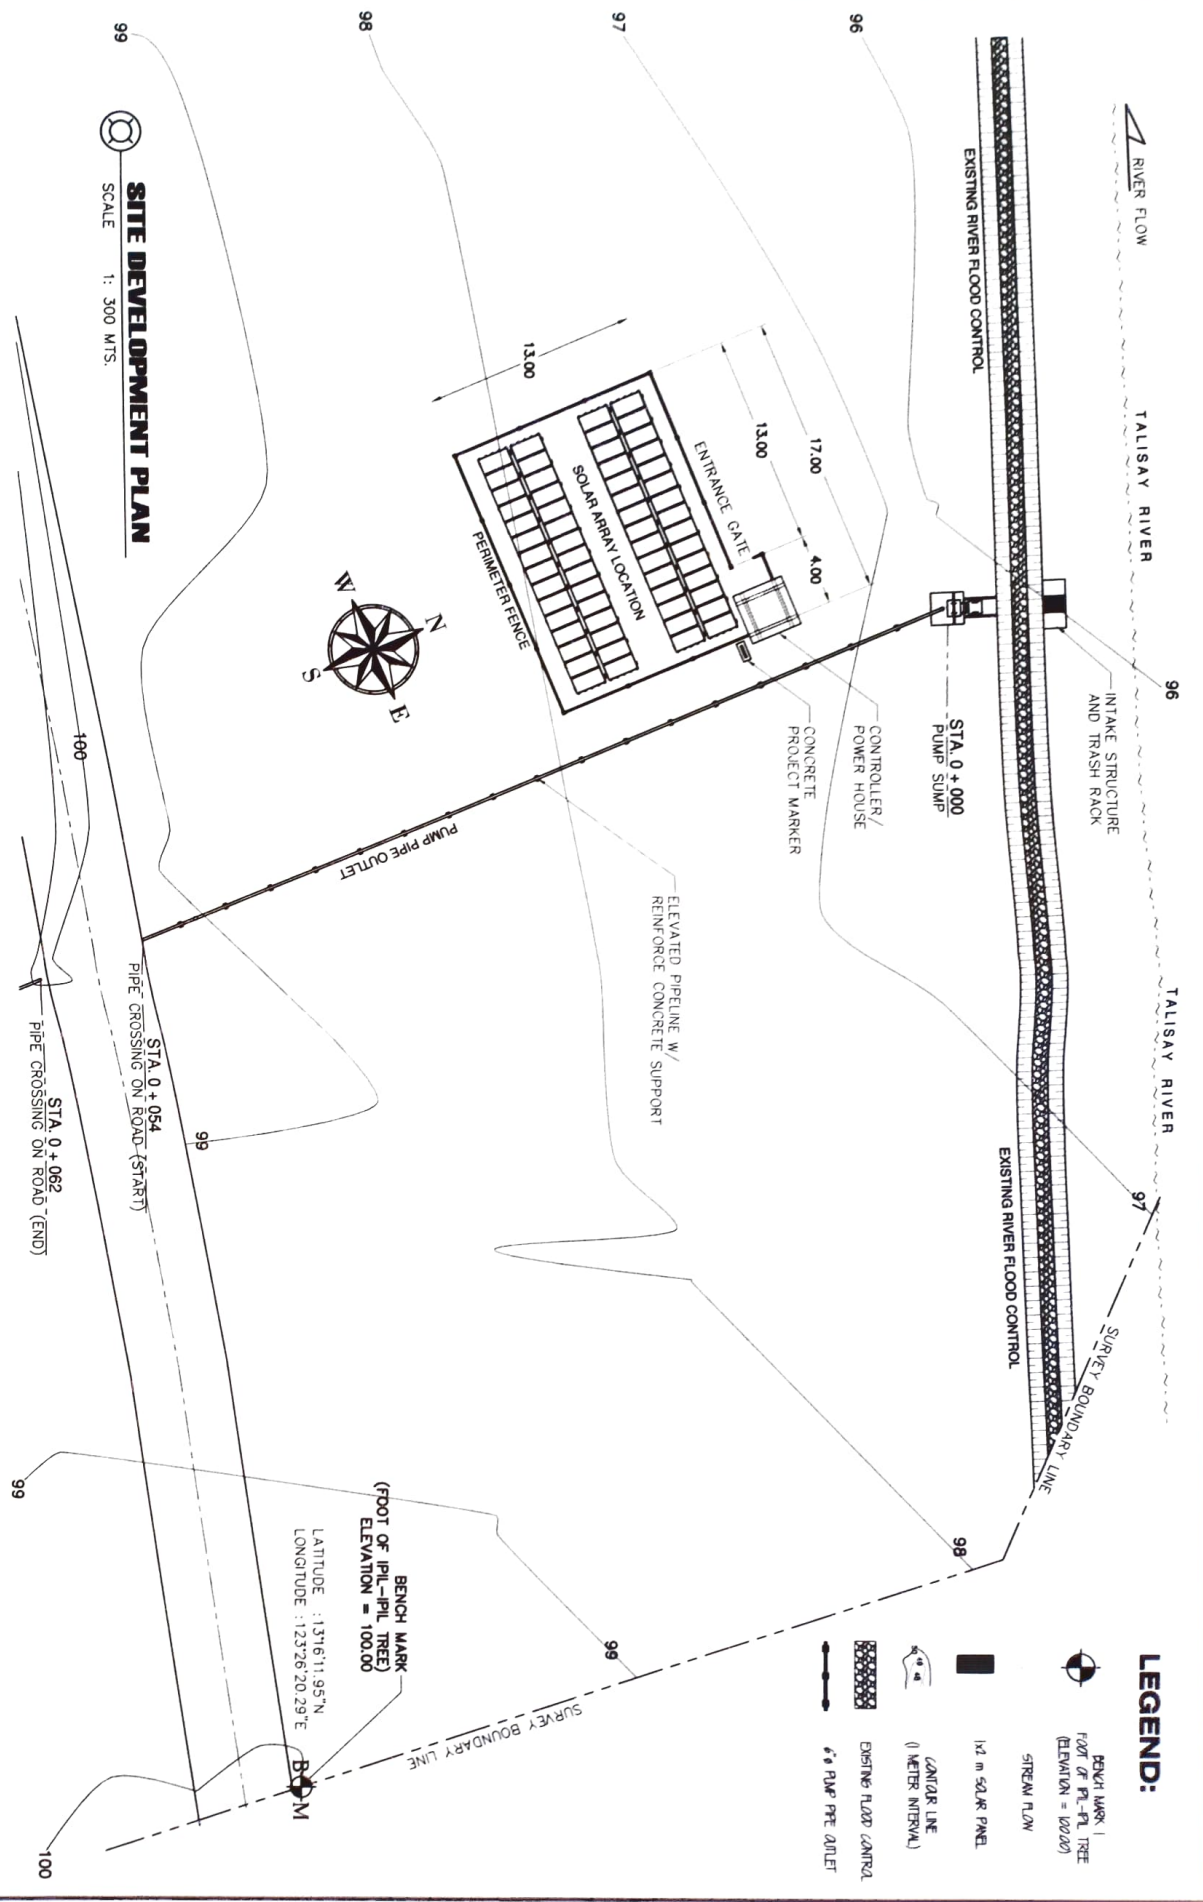 RIVER FLOW
TALISAY RIVER
TALISAY RIVER
EXISTING RIVER FLOOD CONTROL
EXISTING RIVER FLOOD CONTROL
SURVEY BOUNDARY LINE
99
98
97
96
96
97
98
99
99
99
100
100
INTAKE STRUCTURE
AND TRASH RACK
STA. 0 + 000
PUMP SUMP
CONTROLLER/
POWER HOUSE
CONCRETE
PROJECT MARKER
17.00
13.00
4.00
13.00
ENTRANCE GATE
SOLAR ARRAY LOCATION
PERIMETER FENCE
N
E
S
W
PUMP PIPE OUTLET
ELEVATED PIPELINE W/
REINFORCE CONCRETE SUPPORT
STA. 0 + 054
PIPE CROSSING ON ROAD (START)
STA. 0 + 062
PIPE CROSSING ON ROAD (END)
BENCH MARK
(FOOT OF IPIL-IPIL TREE)
ELEVATION = 100.00
LATITUDE : 13°16'11.95"N
LONGITUDE : 123°26'20.29"E
B M
SURVEY BOUNDARY LINE
SITE DEVELOPMENT PLAN
SCALE 1: 300 MTS.
LEGEND:
BENCH MARK 1
FOOT OF IPIL-IPIL TREE
(ELEVATION = 100.00)
STREAM FLOW
1x2 m SOLAR PANEL
50 49 48
CONTOUR LINE
(1 METER INTERVAL)
EXISTING FLOOD CONTROL
6"ø PUMP PIPE OUTLET